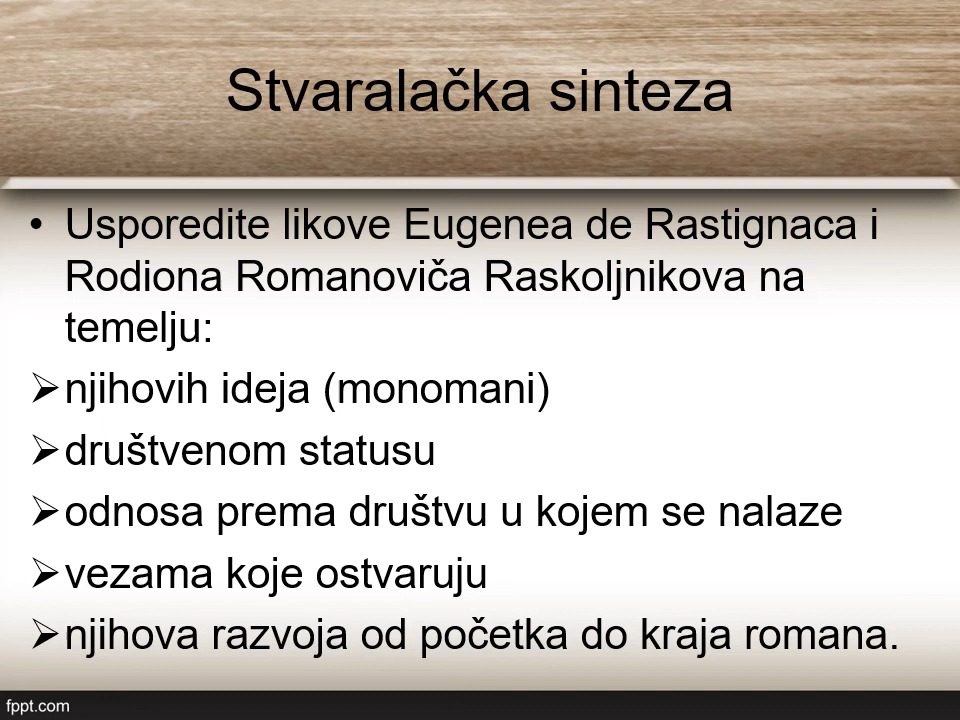 Stvaralačka sinteza
• Usporedite likove Eugenea de Rastignaca i
Rodiona Romanoviča Raskoljnikova na
temelju:
➢ njihovih ideja (monomani)
➢ društvenom statusu
➢ odnosa prema društvu u kojem se nalaze
➢ vezama koje ostvaruju
➢ njihova razvoja od početka do kraja romana.
fppt.com